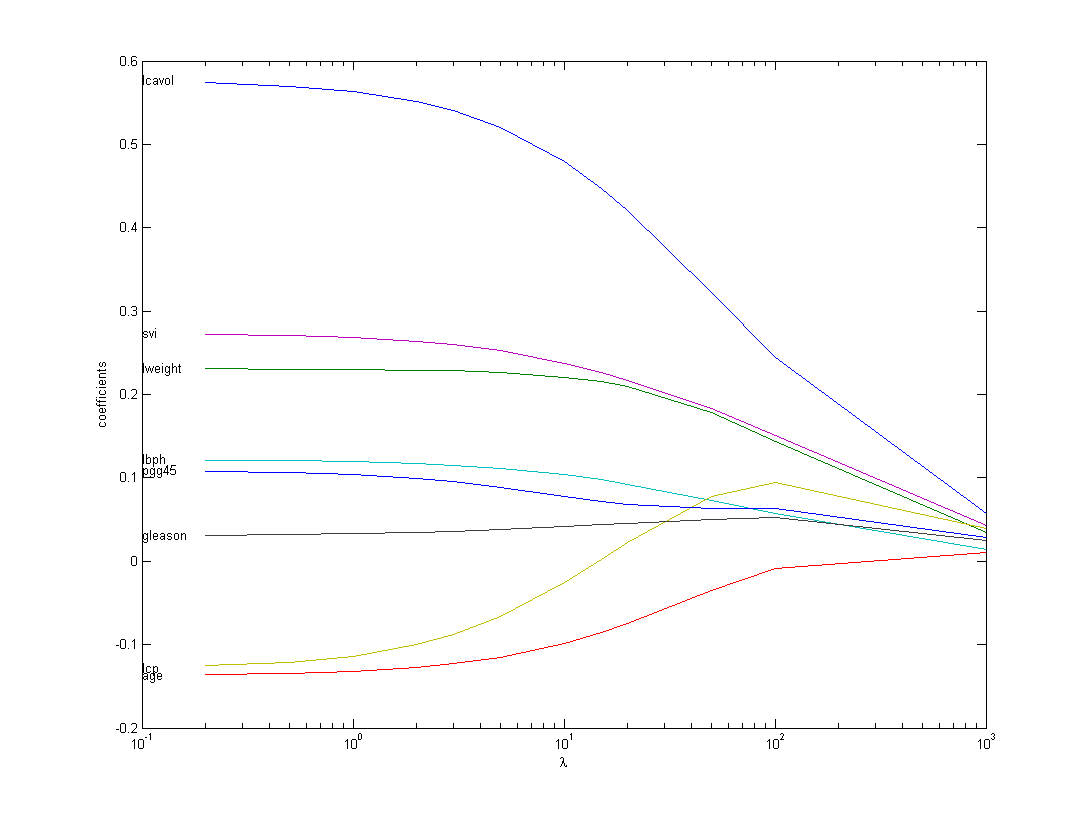 0.6
lcavol
0.5
0.4
0.3
svi
coefficients
lweight
0.2
lbph
pgg45
0.1
gleason
0
-0.1
lcp
age
-0.2
10^-1 10^0 10^1 10^2 10^3
λ